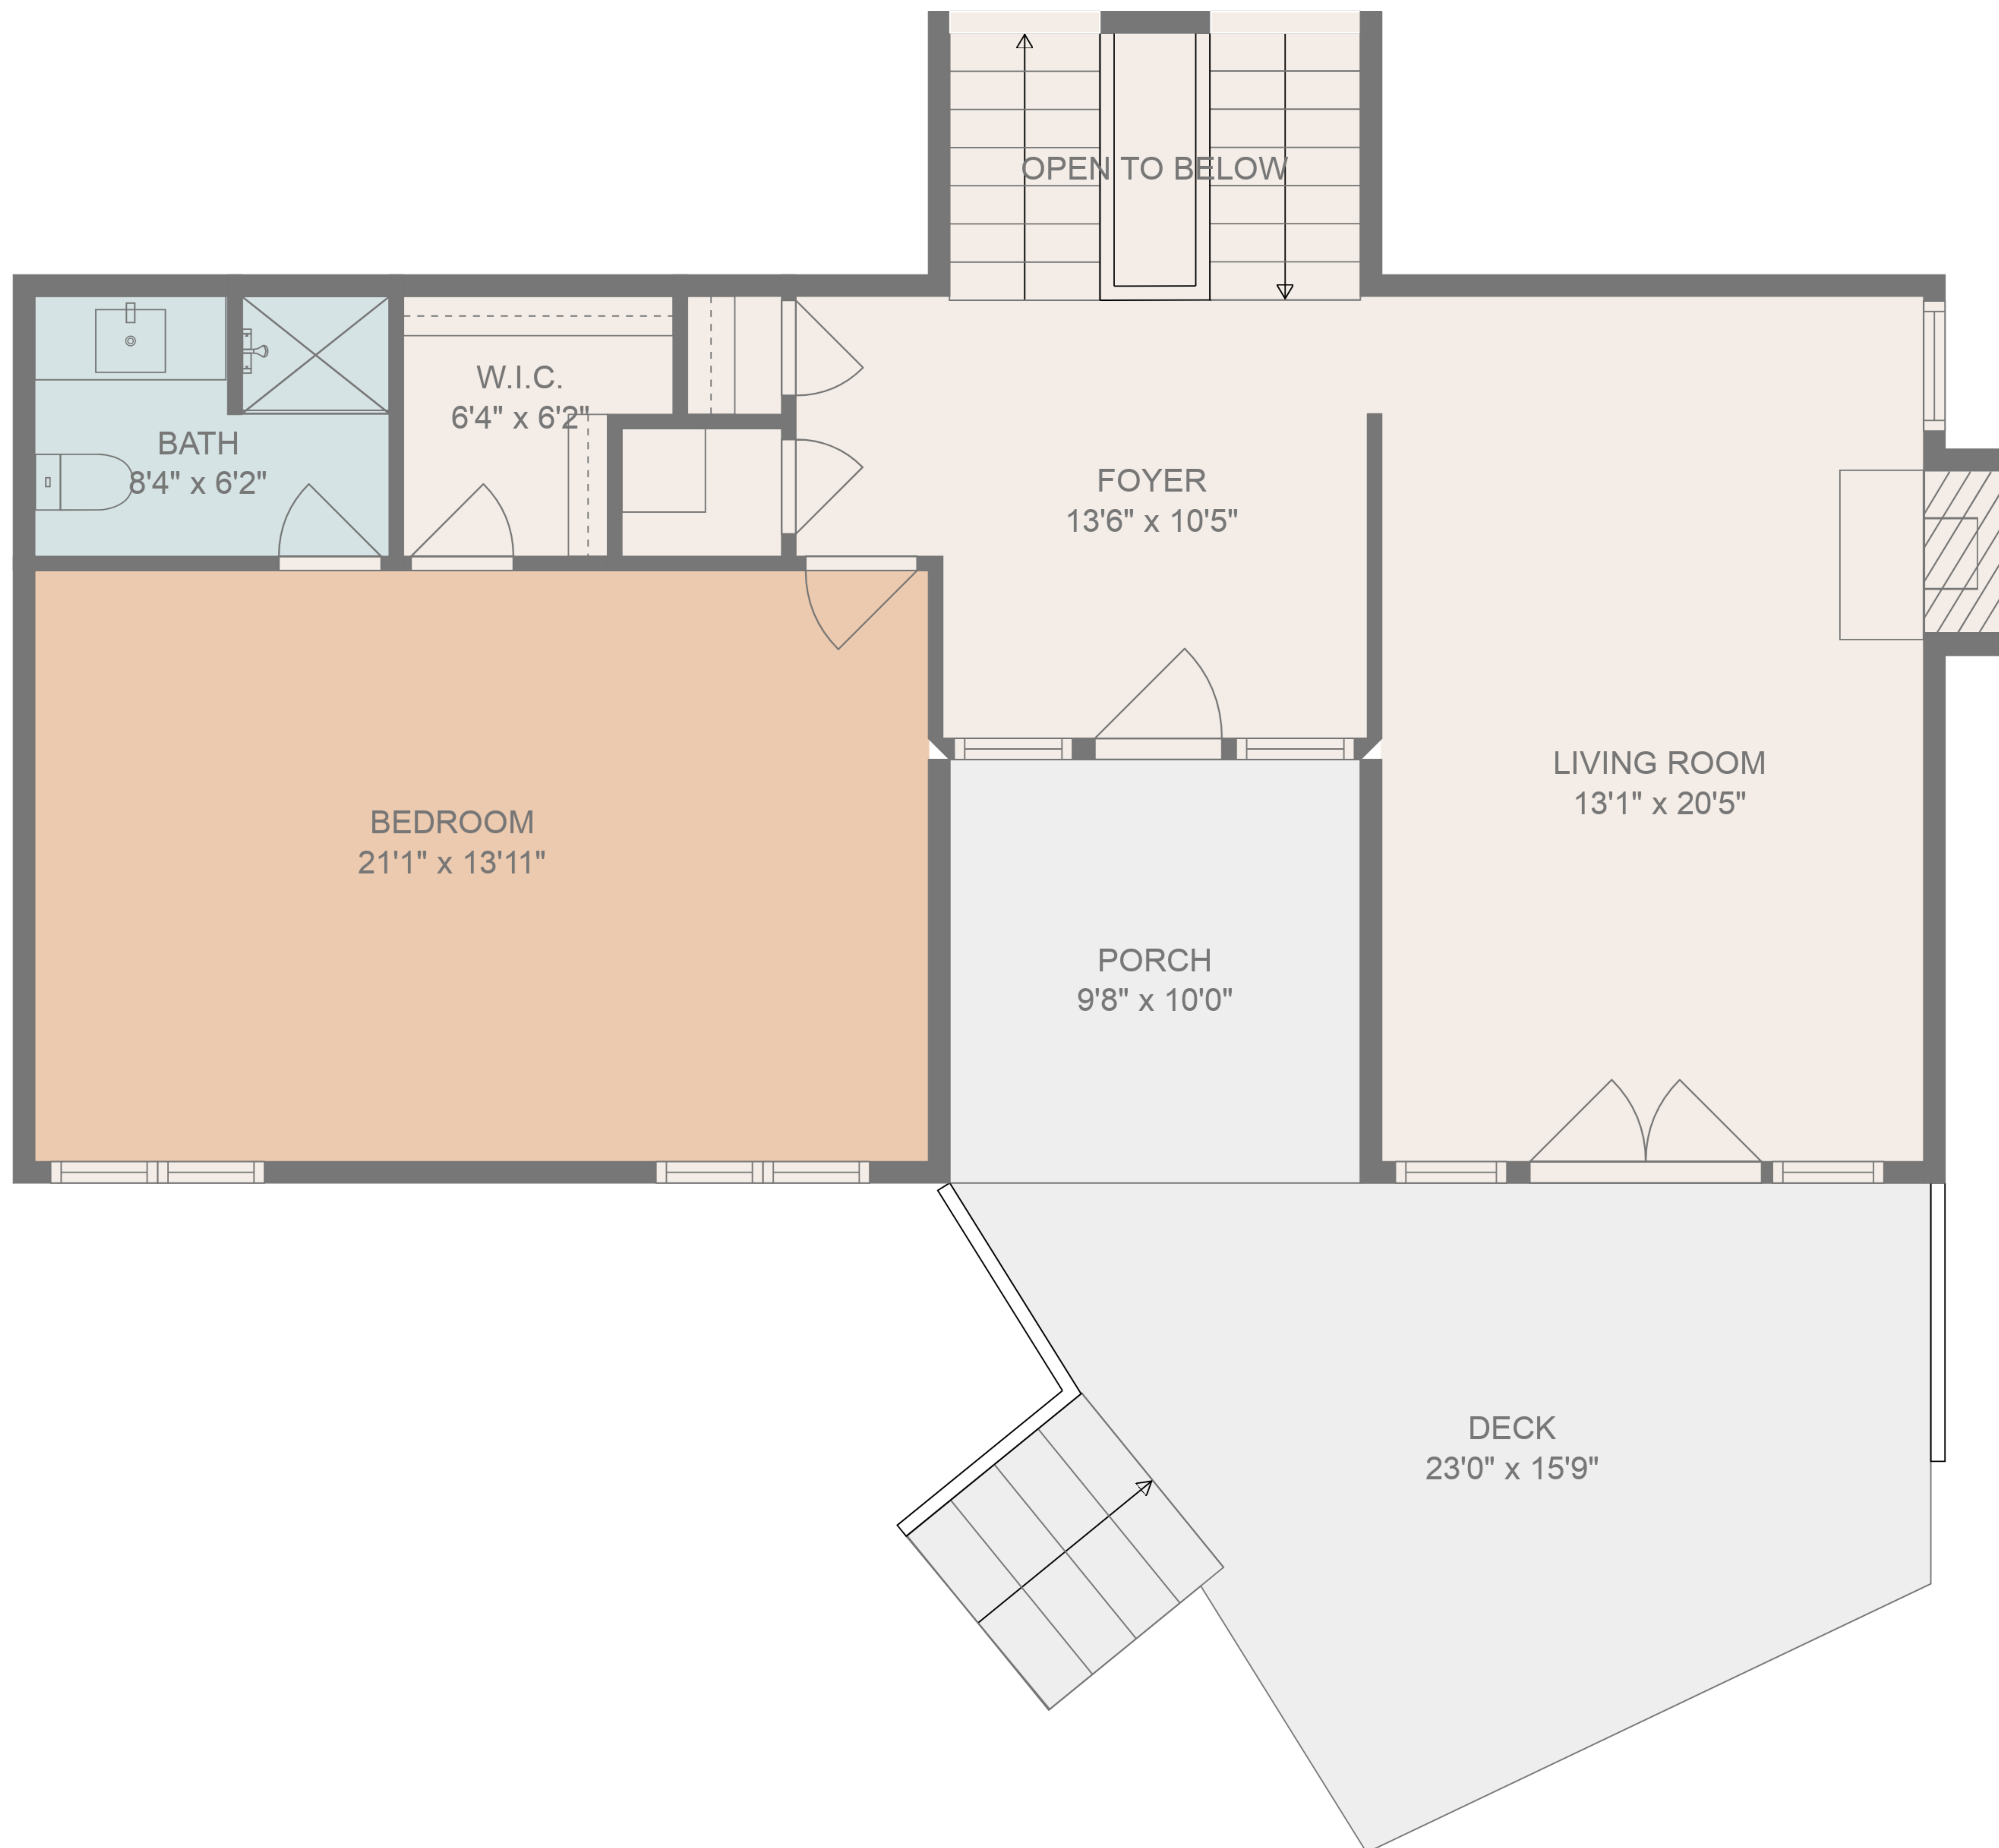 OPEN TO BELOW
W.I.C.
6'4" x 6'2"
BATH
8'4" x 6'2"
FOYER
13'6" x 10'5"
LIVING ROOM
13'1" x 20'5"
BEDROOM
21'1" x 13'11"
PORCH
9'8" x 10'0"
DECK
23'0" x 15'9"